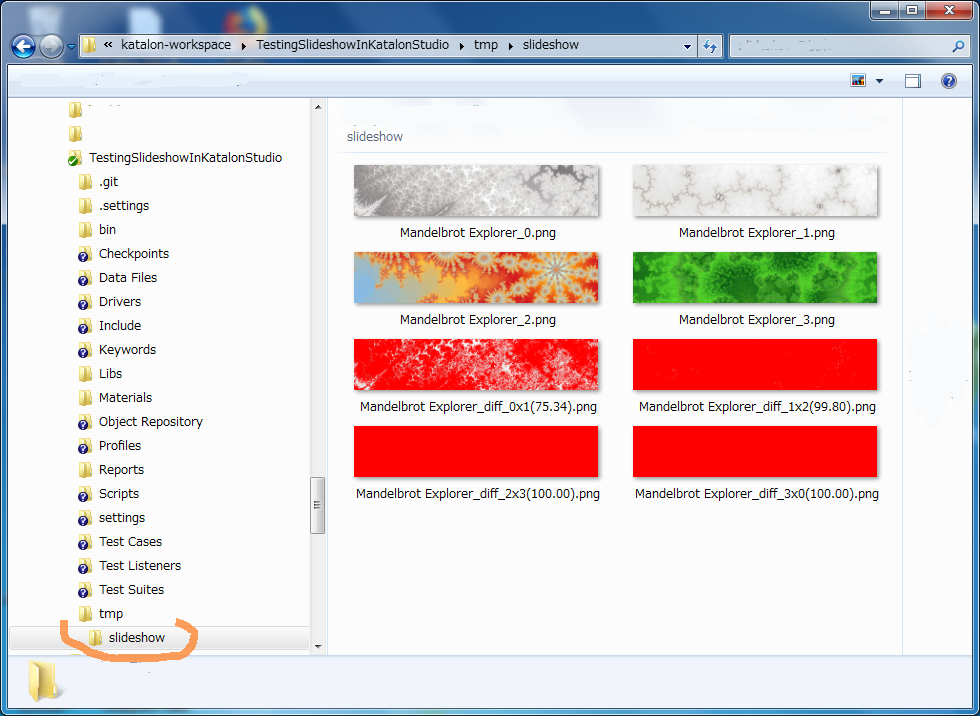 « katalon-workspace ▸ TestingSlideshowInKatalonStudio ▸ tmp ▸ slideshow
TestingSlideshowInKatalonStudio
.git
.settings
bin
Checkpoints
Data Files
Drivers
Include
Keywords
Libs
Materials
Object Repository
Profiles
Reports
Scripts
settings
Test Cases
Test Listeners
Test Suites
tmp
slideshow
slideshow
Mandelbrot Explorer_0.png
Mandelbrot Explorer_1.png
Mandelbrot Explorer_2.png
Mandelbrot Explorer_3.png
Mandelbrot Explorer_diff_0x1(75.34).png
Mandelbrot Explorer_diff_1x2(99.80).png
Mandelbrot Explorer_diff_2x3(100.00).png
Mandelbrot Explorer_diff_3x0(100.00).png